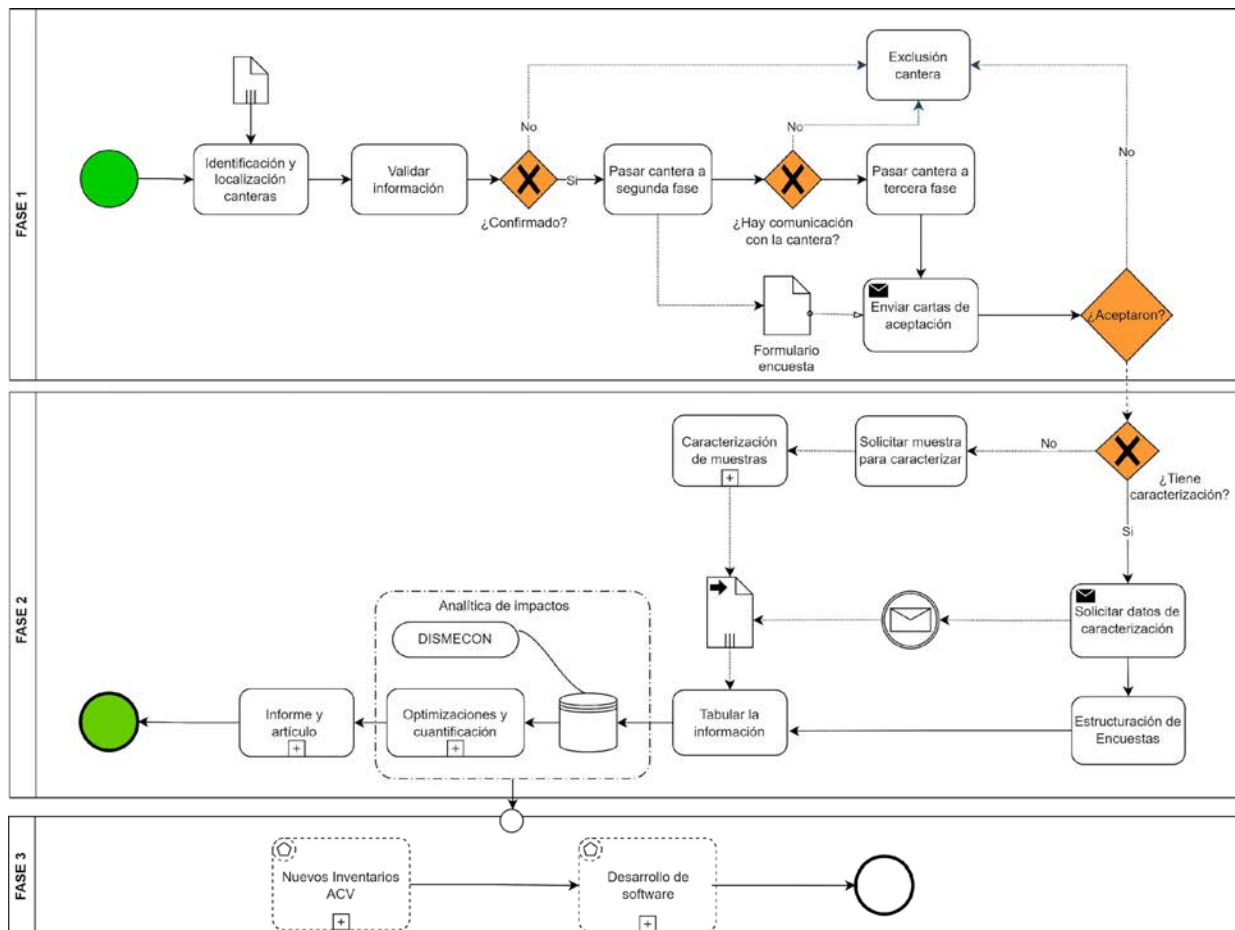 FASE 1
Exclusión
cantera
No
No
No
Identificación y
localización
canteras
Validar
información
Si
Pasar cantera a
segunda fase
Pasar cantera a
tercera fase
¿Confirmado?
¿Hay comunicación
con la cantera?
Enviar cartas de
aceptación
¿Aceptaron?
Formulario
encuesta
FASE 2
Caracterización
de muestras
Solicitar muestra
para caracterizar
No
¿Tiene
caracterización?
Si
Analítica de impactos
DISMECON
Solicitar datos de
caracterización
Informe y
artículo
Optimizaciones y
cuantificación
Tabular la
información
Estructuración de
Encuestas
FASE 3
Nuevos Inventarios
ACV
Desarrollo de
software